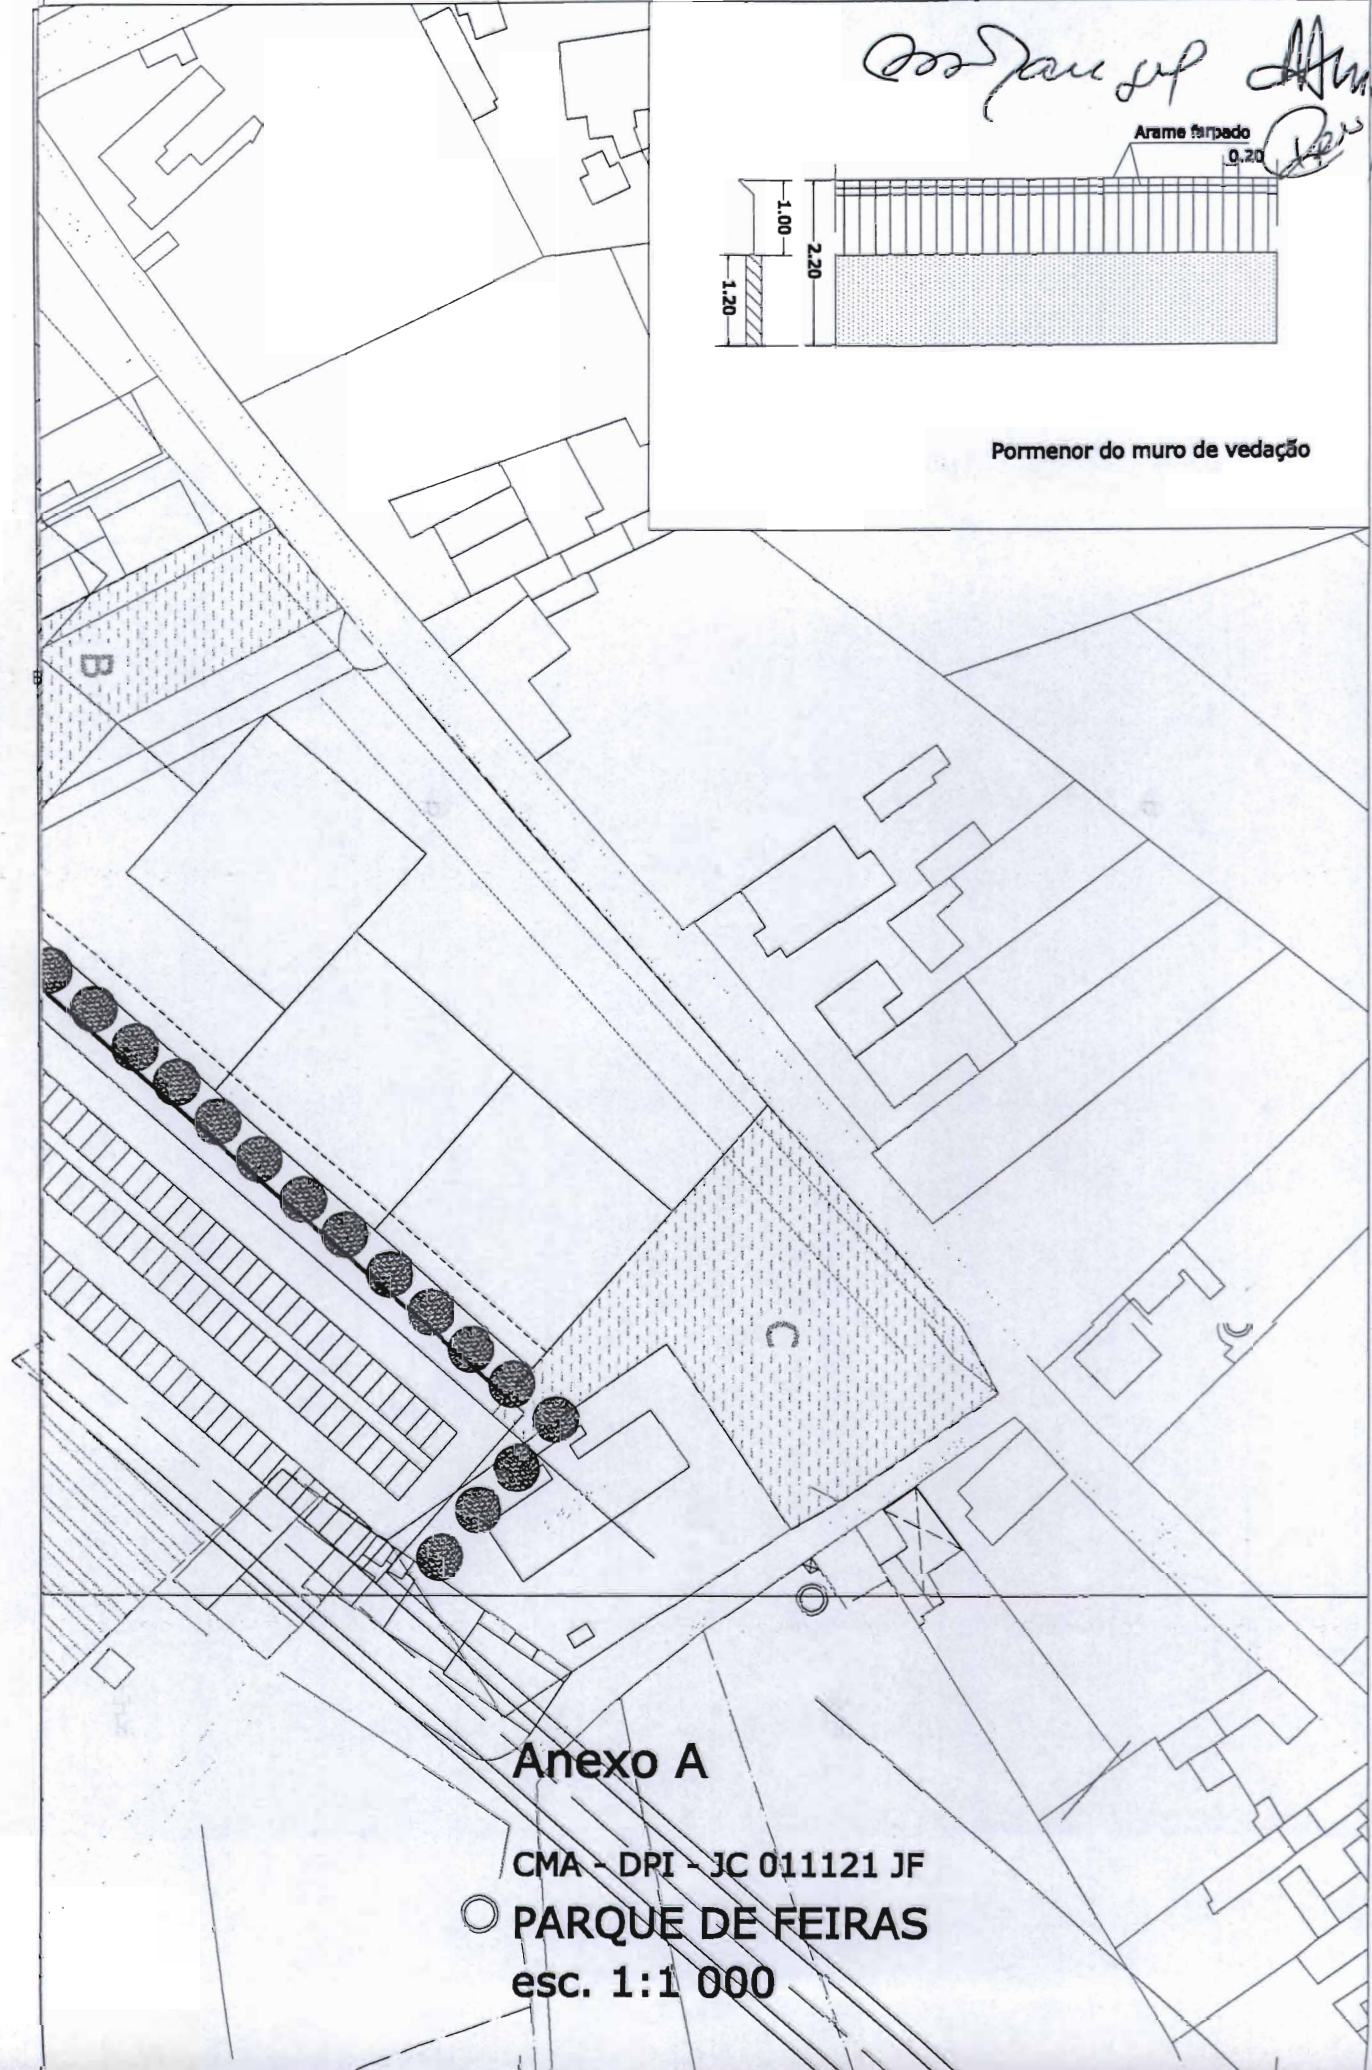 Arame farpado
0.20
1.00
2.20
1.20
Pormenor do muro de vedação
B
C
Anexo A
CMA - DPI - JC 011121 JF
PARQUE DE FEIRAS
esc. 1:1 000